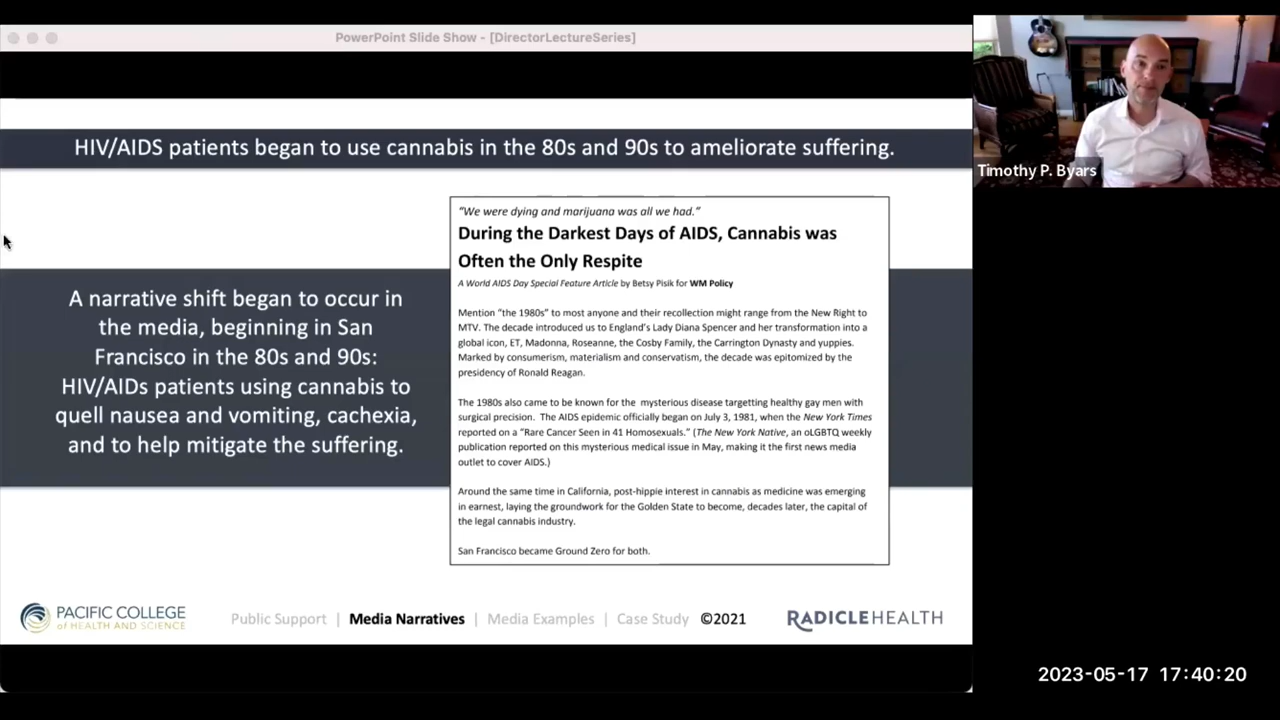 PowerPoint Slide Show - [DirectorLectureSeries]
HIV/AIDS patients began to use cannabis in the 80s and 90s to ameliorate suffering.
A narrative shift began to occur in
the media, beginning in San
Francisco in the 80s and 90s:
HIV/AIDs patients using cannabis to
quell nausea and vomiting, cachexia,
and to help mitigate the suffering.
"We were dying and marijuana was all we had."
During the Darkest Days of AIDS, Cannabis was
Often the Only Respite
A World AIDS Day Special Feature Article by Betsy Pisik for WM Policy
Mention "the 1980s" to most anyone and their recollection might range from the New Right to
MTV. The decade introduced us to England's Lady Diana Spencer and her transformation into a
global icon, ET, Madonna, Roseanne, the Cosby Family, the Carrington Dynasty and yuppies.
Marked by consumerism, materialism and conservatism, the decade was epitomized by the
presidency of Ronald Reagan.
The 1980s also came to be known for the mysterious disease targetting healthy gay men with
surgical precision. The AIDS epidemic officially began on July 3, 1981, when the New York Times
reported on a "Rare Cancer Seen in 41 Homosexuals." (The New York Native, an oLGBTQ weekly
publication reported on this mysterious medical issue in May, making it the first news media
outlet to cover AIDS.)
Around the same time in California, post-hippie interest in cannabis as medicine was emerging
in earnest, laying the groundwork for the Golden State to become, decades later, the capital of
the legal cannabis industry.
San Francisco became Ground Zero for both.
PACIFIC COLLEGE
of HEALTH AND SCIENCE
Public Support | Media Narratives | Media Examples | Case Study ©2021
RADICLEHEALTH
Timothy P. Byars
2023-05-17 17:40:20